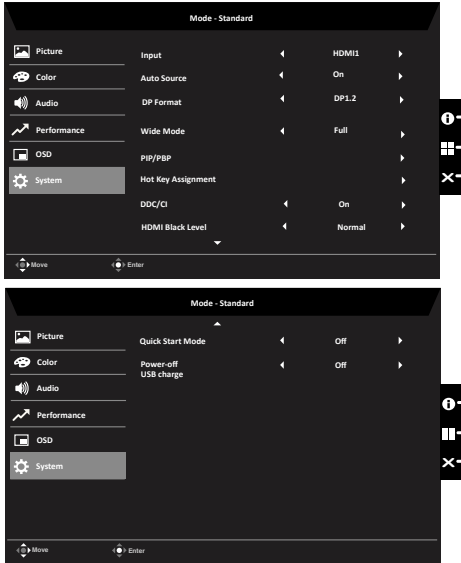 Mode - Standard
Picture
Color
Audio
Performance
OSD
System
Input HDMI1
Auto Source On
DP Format DP1.2
Wide Mode Full
PIP/PBP
Hot Key Assignment
DDC/CI On
HDMI Black Level Normal
Move Enter
Mode - Standard
Picture
Color
Audio
Performance
OSD
System
Quick Start Mode Off
Power-off Off
USB charge
Move Enter